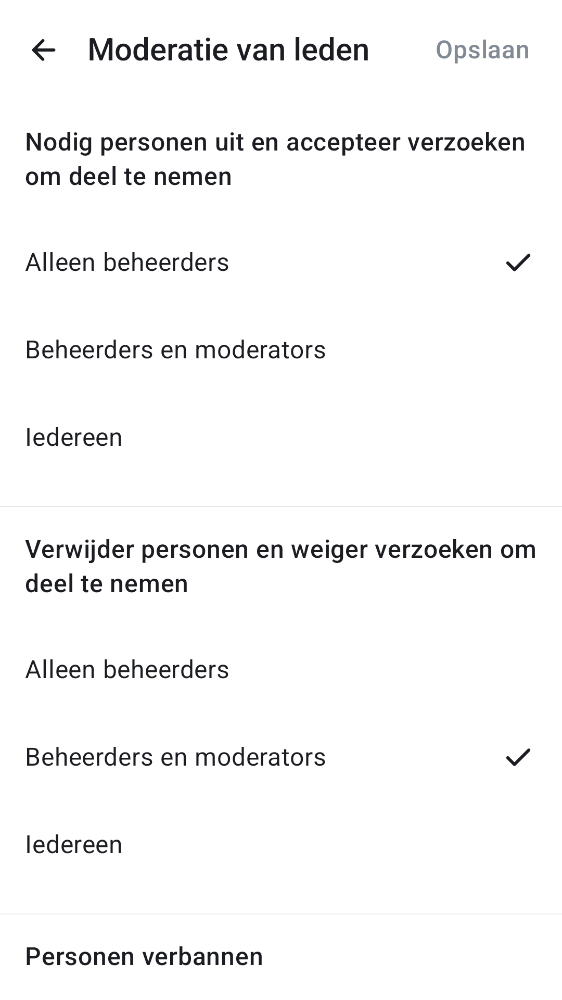 Moderatie van leden
Opslaan
Nodig personen uit en accepteer verzoeken
om deel te nemen
Alleen beheerders
Beheerders en moderators
Iedereen
Verwijder personen en weiger verzoeken om
deel te nemen
Alleen beheerders
Beheerders en moderators
Iedereen
Personen verbannen